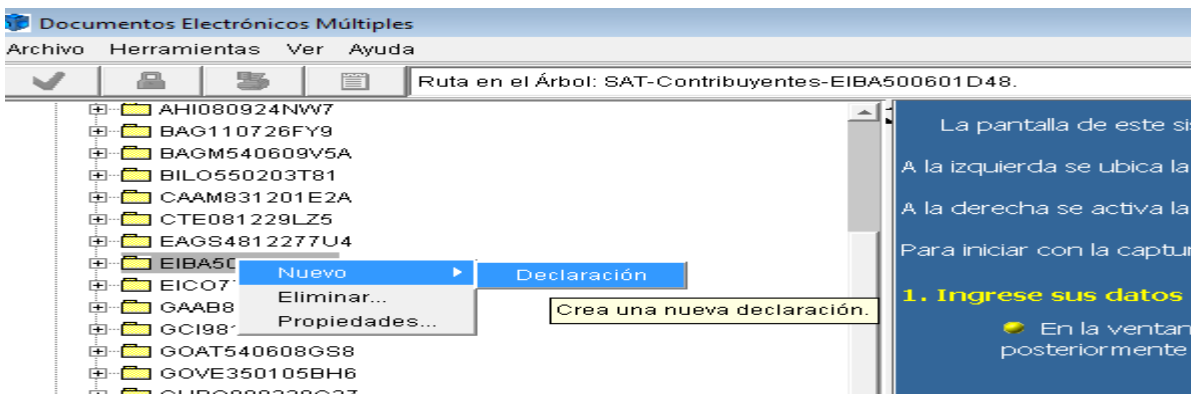 Documentos Electrónicos Múltiples
Archivo Herramientas Ver Ayuda
Ruta en el Árbol: SAT-Contribuyentes-EIBA500601D48.
AHI080924NW7
BAG110726FY9
BAGM540609V5A
BILO550203T81
CAAM831201E2A
CTE081229LZ5
EAGS4812277U4
EIBA50
EICO7
GAAB8
GCI98
GOAT540608GS8
GOVE350105BH6
Nuevo
Eliminar...
Propiedades...
Declaración
Crea una nueva declaración.
La pantalla de este si
A la izquierda se ubica la
A la derecha se activa la
Para iniciar con la captur
1. Ingrese sus datos
En la ventan
posteriormente